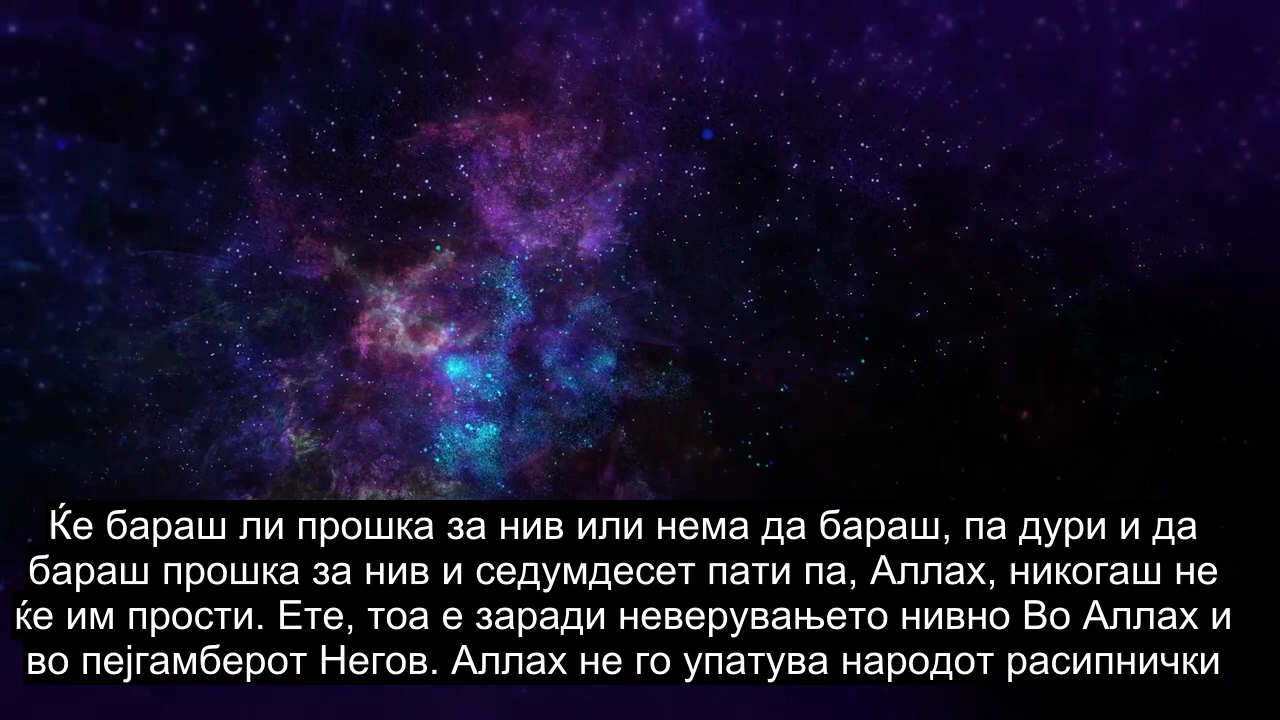 Ќе бараш ли прошка за нив или нема да бараш, па дури и да
бараш прошка за нив и седумдесет пати па, Аллах, никогаш не
ќе им прости. Ете, тоа е заради неверувањето нивно Во Аллах и
во пејгамберот Негов. Аллах не го упатува народот расипнички